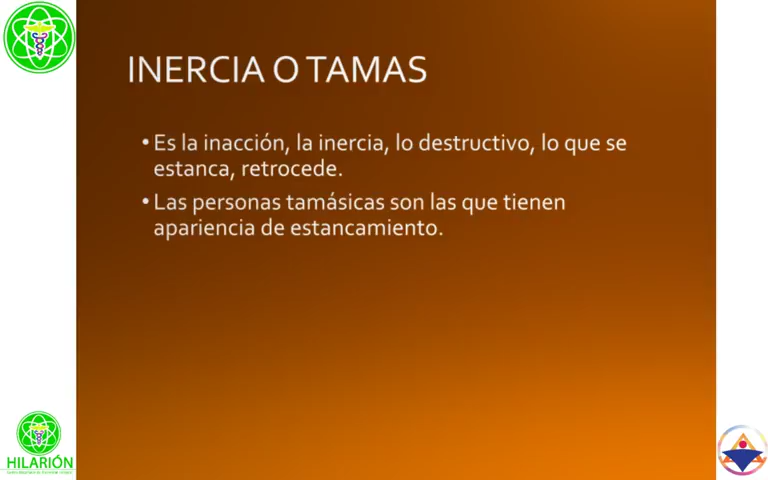 INERCIA O TAMAS
• Es la inacción, la inercia, lo destructivo, lo que se
estanca, retrocede.
• Las personas tamásicas son las que tienen
apariencia de estancamiento.
HILARIÓN